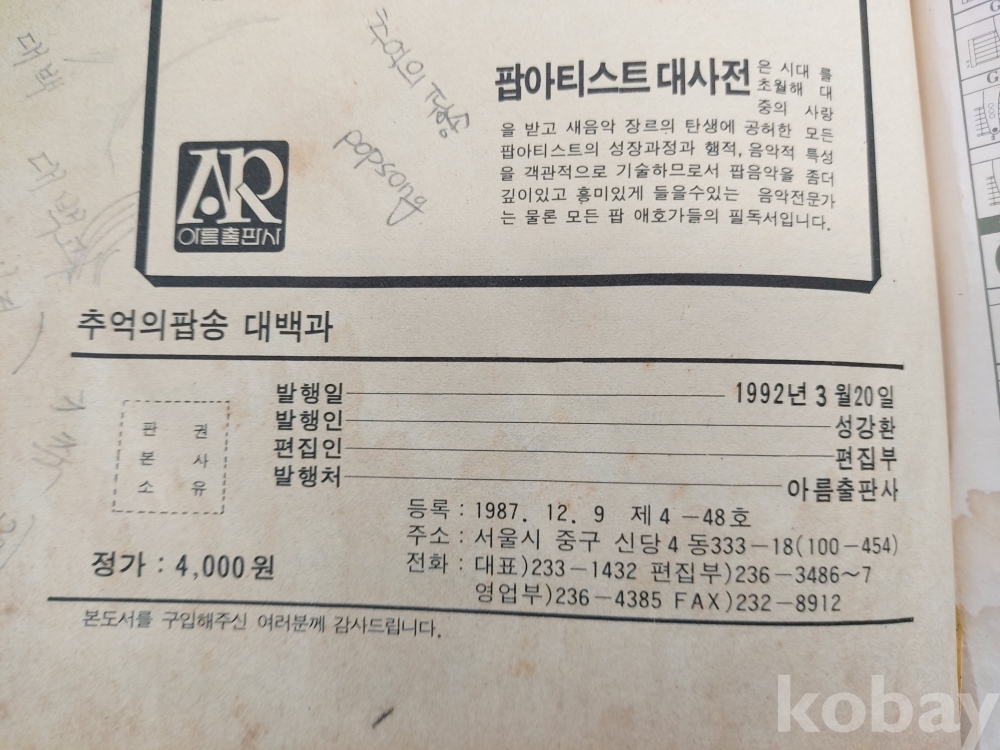 추억의 Pop송
popsong
대백
팝아티스트 대사전은 시대를
초월해 대
중의 사랑
을 받고 새음악 장르의 탄생에 공허한 모든
팝아티스트의 성장과정과 행적, 음악적 특성
을 객관적으로 기술하므로서 팝음악을 좀더
깊이있고 흥미있게 들을수있는 음악전문가
는 물론 모든 팝 애호가들의 필독서입니다.
AR
아름출판사
추억의팝송 대백과
발행일 1992년 3월20일
발행인 성강환
편집인 편집부
발행처 아름출판사
판권
본사
소유
등록 : 1987. 12. 9 제4-48호
주소 : 서울시 중구 신당4동333-18(100-454)
전화 : 대표)233-1432 편집부)236-3486~7
영업부)236-4385 FAX)232-8912
정가 : 4,000원
본도서를 구입해주신 여러분께 감사드립니다.
kobay